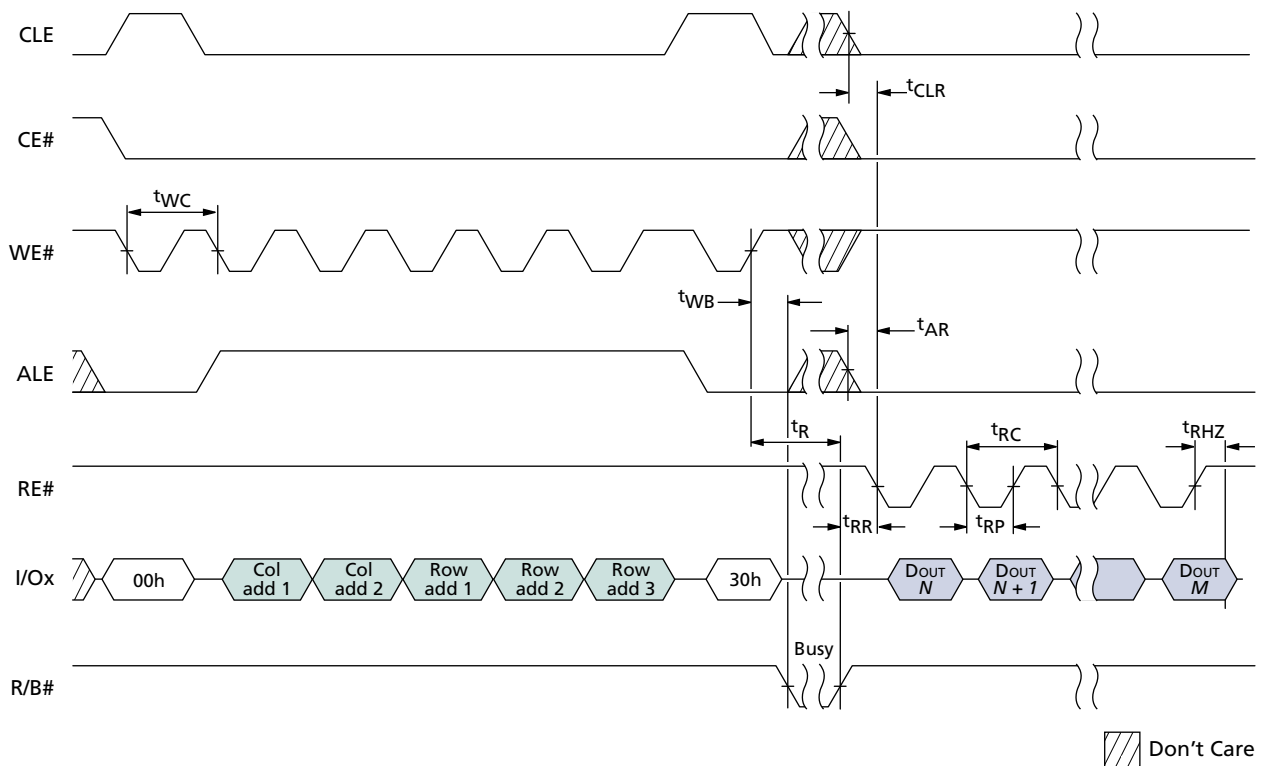 CLE
tCLR
CE#
tWC
WE#
tWB
tAR
ALE
tR
tRC
tRHZ
RE#
tRR
tRP
I/Ox
00h
Col
add 1
Col
add 2
Row
add 1
Row
add 2
Row
add 3
30h
DOUT
N
DOUT
N + 1
DOUT
M
Busy
R/B#
Don't Care